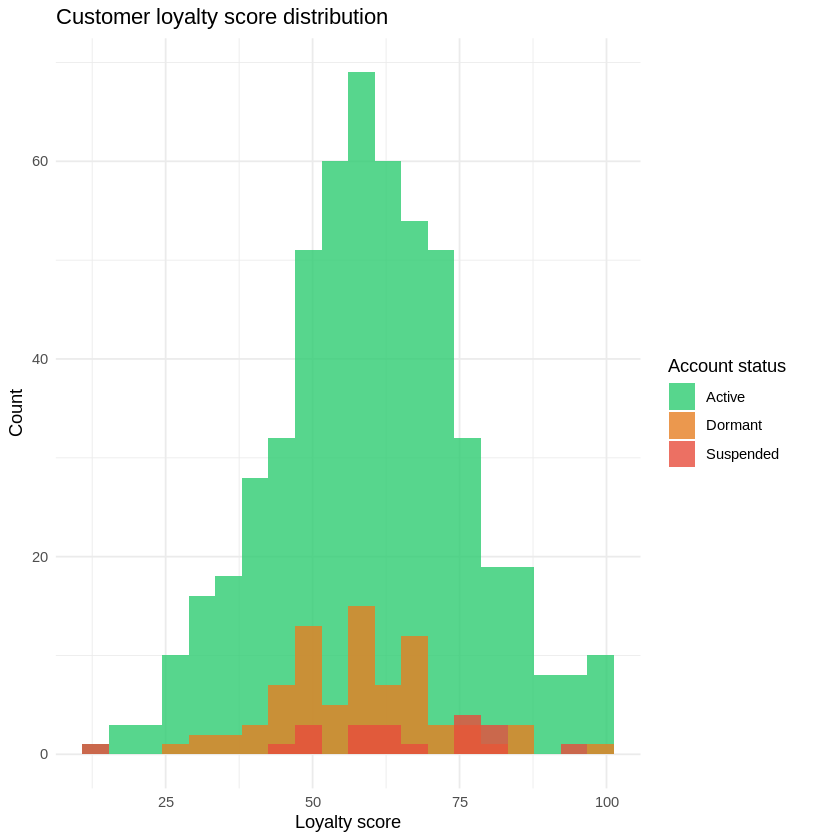 Customer loyalty score distribution
60
40
20
0
Count
25 50 75 100
Loyalty score
Account status
Active
Dormant
Suspended